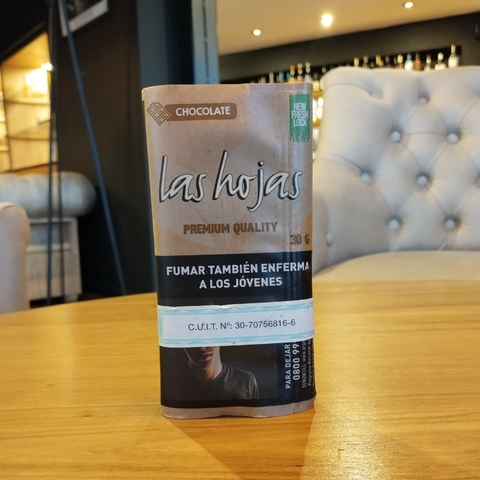 CHOCOLATE
NEW
FRESH
LOCK
las hojas
PREMIUM QUALITY
30 G
FUMAR TAMBIÉN ENFERMA
A LOS JÓVENES
C.U.I.T. Nº: 30-70756816-6
PARA DEJAR
0800 99